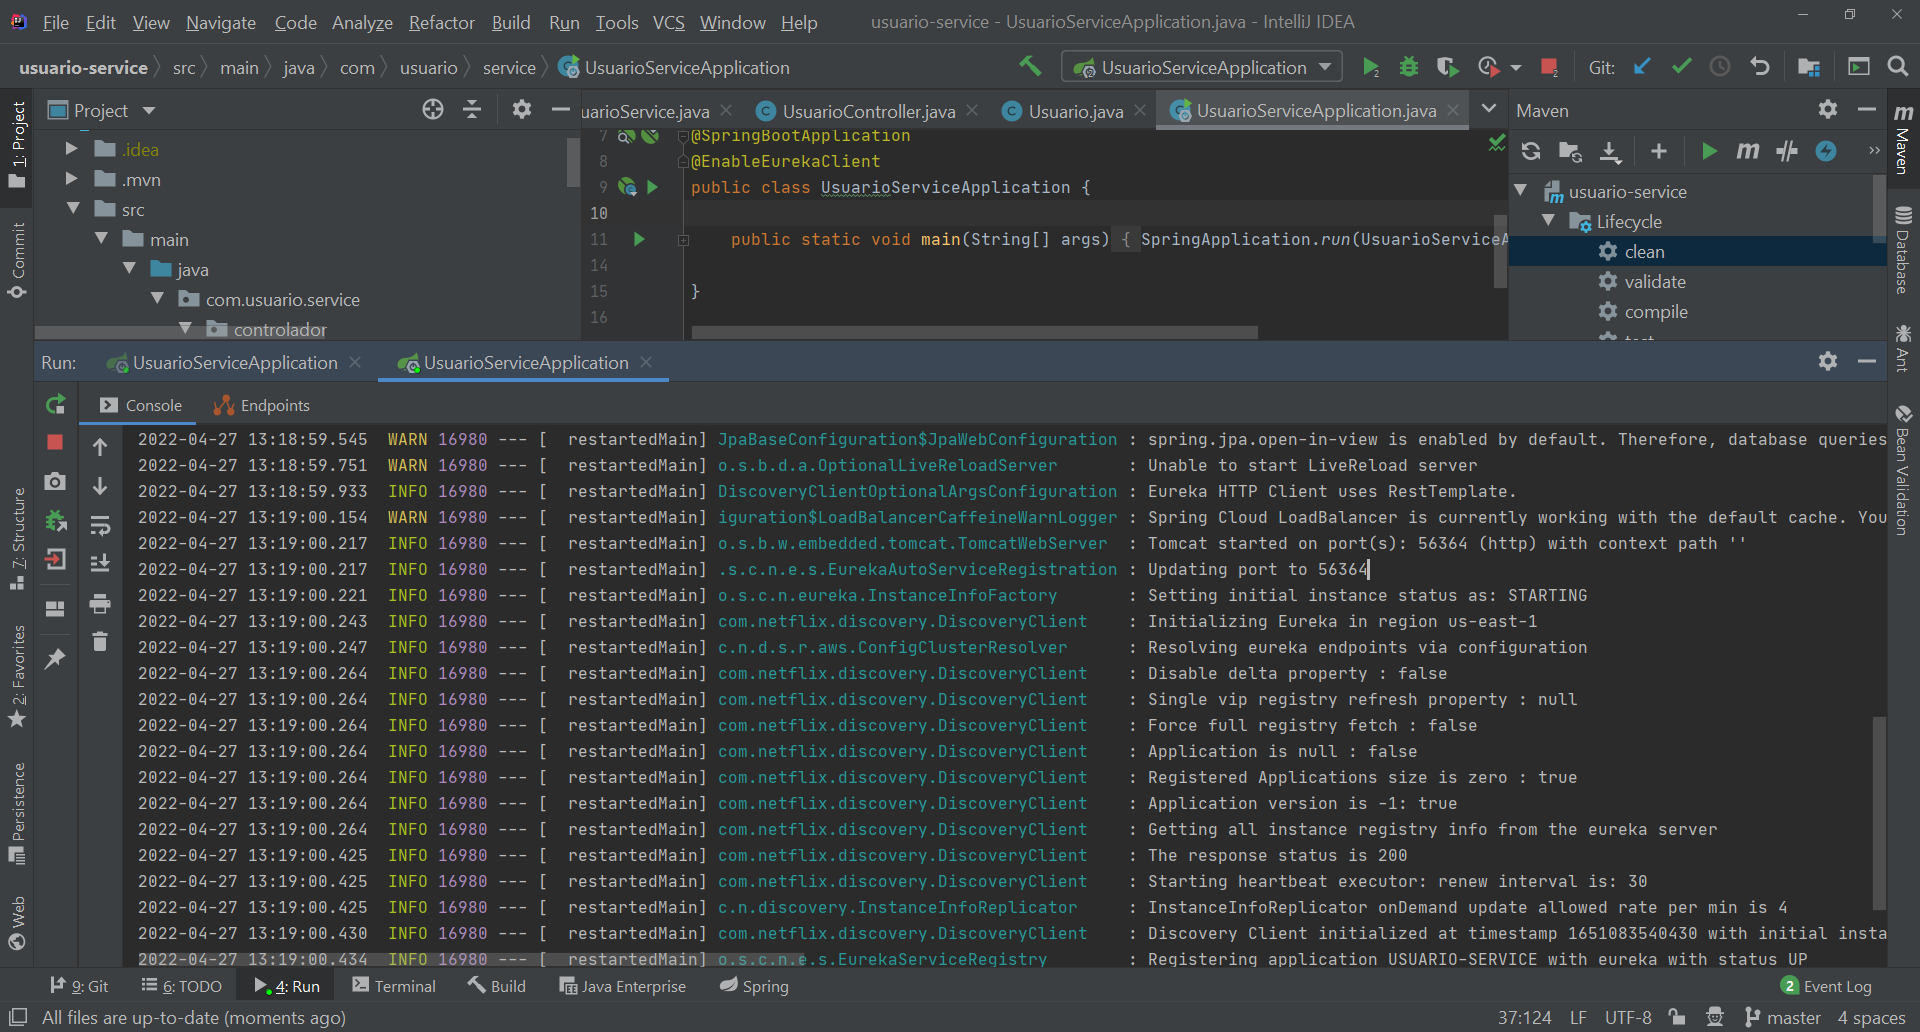 File Edit View Navigate Code Analyze Refactor Build Run Tools VCS Window Help usuario-service - UsuarioServiceApplication.java - IntelliJ IDEA
usuario-service src main java com usuario service UsuarioServiceApplication UsuarioServiceApplication Git:
1: Project
Commit
7: Structure
2: Favorites
Persistence
Web
Project
.idea
.mvn
src
main
java
com.usuario.service
controlador
uarioService.java UsuarioController.java Usuario.java UsuarioServiceApplication.java
7 @SpringBootApplication
8 @EnableEurekaClient
9 public class UsuarioServiceApplication {
10
11 public static void main(String[] args) { SpringApplication.run(UsuarioServiceA
14
15 }
16
Maven
usuario-service
Lifecycle
clean
validate
compile
test
Maven
Database
Ant
Bean Validation
Run: UsuarioServiceApplication UsuarioServiceApplication
Console Endpoints
2022-04-27 13:18:59.545 WARN 16980 --- [ restartedMain] JpaBaseConfiguration$JpaWebConfiguration : spring.jpa.open-in-view is enabled by default. Therefore, database queries
2022-04-27 13:18:59.751 WARN 16980 --- [ restartedMain] o.s.b.d.a.OptionalLiveReloadServer : Unable to start LiveReload server
2022-04-27 13:18:59.933 INFO 16980 --- [ restartedMain] DiscoveryClientOptionalArgsConfiguration : Eureka HTTP Client uses RestTemplate.
2022-04-27 13:19:00.154 WARN 16980 --- [ restartedMain] iguration$LoadBalancerCaffeineWarnLogger : Spring Cloud LoadBalancer is currently working with the default cache. You
2022-04-27 13:19:00.217 INFO 16980 --- [ restartedMain] o.s.b.w.embedded.tomcat.TomcatWebServer : Tomcat started on port(s): 56364 (http) with context path ''
2022-04-27 13:19:00.217 INFO 16980 --- [ restartedMain] .s.c.n.e.s.EurekaAutoServiceRegistration : Updating port to 56364
2022-04-27 13:19:00.221 INFO 16980 --- [ restartedMain] o.s.c.n.eureka.InstanceInfoFactory : Setting initial instance status as: STARTING
2022-04-27 13:19:00.243 INFO 16980 --- [ restartedMain] com.netflix.discovery.DiscoveryClient : Initializing Eureka in region us-east-1
2022-04-27 13:19:00.247 INFO 16980 --- [ restartedMain] c.n.d.s.r.aws.ConfigClusterResolver : Resolving eureka endpoints via configuration
2022-04-27 13:19:00.264 INFO 16980 --- [ restartedMain] com.netflix.discovery.DiscoveryClient : Disable delta property : false
2022-04-27 13:19:00.264 INFO 16980 --- [ restartedMain] com.netflix.discovery.DiscoveryClient : Single vip registry refresh property : null
2022-04-27 13:19:00.264 INFO 16980 --- [ restartedMain] com.netflix.discovery.DiscoveryClient : Force full registry fetch : false
2022-04-27 13:19:00.264 INFO 16980 --- [ restartedMain] com.netflix.discovery.DiscoveryClient : Application is null : false
2022-04-27 13:19:00.264 INFO 16980 --- [ restartedMain] com.netflix.discovery.DiscoveryClient : Registered Applications size is zero : true
2022-04-27 13:19:00.264 INFO 16980 --- [ restartedMain] com.netflix.discovery.DiscoveryClient : Application version is -1: true
2022-04-27 13:19:00.264 INFO 16980 --- [ restartedMain] com.netflix.discovery.DiscoveryClient : Getting all instance registry info from the eureka server
2022-04-27 13:19:00.425 INFO 16980 --- [ restartedMain] com.netflix.discovery.DiscoveryClient : The response status is 200
2022-04-27 13:19:00.425 INFO 16980 --- [ restartedMain] com.netflix.discovery.DiscoveryClient : Starting heartbeat executor: renew interval is: 30
2022-04-27 13:19:00.425 INFO 16980 --- [ restartedMain] c.n.discovery.InstanceInfoReplicator : InstanceInfoReplicator onDemand update allowed rate per min is 4
2022-04-27 13:19:00.430 INFO 16980 --- [ restartedMain] com.netflix.discovery.DiscoveryClient : Discovery Client initialized at timestamp 1651083540430 with initial insta
2022-04-27 13:19:00.434 INFO 16980 --- [ restartedMain] o.s.c.n.e.s.EurekaServiceRegistry : Registering application USUARIO-SERVICE with eureka with status UP
9: Git 6: TODO 4: Run Terminal Build Java Enterprise Spring 2 Event Log
All files are up-to-date (moments ago) 37:124 LF UTF-8 master 4 spaces